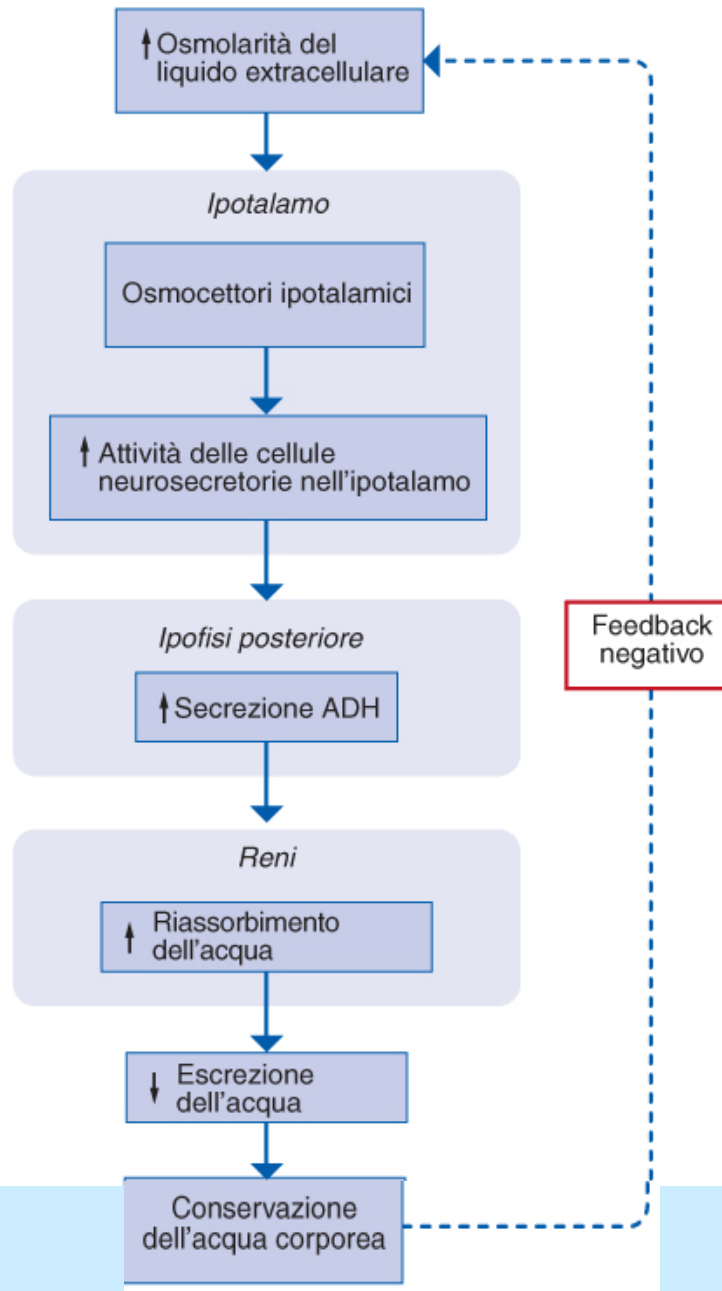 ↑ Osmolarità del
liquido extracellulare
Ipotalamo
Osmocettori ipotalamici
↑ Attività delle cellule
neurosecretorie nell'ipotalamo
Ipofisi posteriore
↑ Secrezione ADH
Reni
↑ Riassorbimento
dell'acqua
↓ Escrezione
dell'acqua
Conservazione
dell'acqua corporea
Feedback
negativo